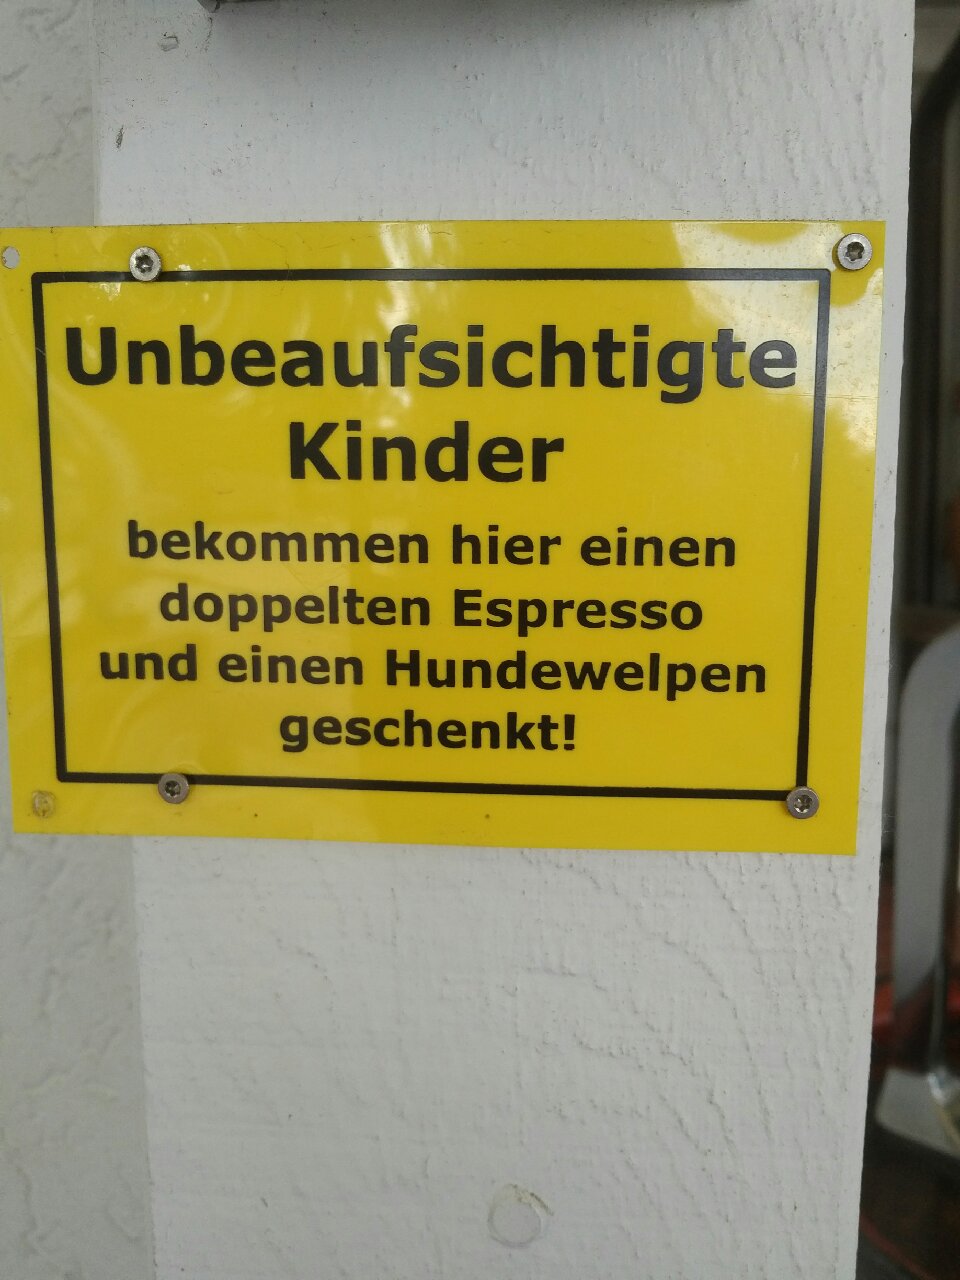 Unbeaufsichtigte
Kinder
bekommen hier einen
doppelten Espresso
und einen Hundewelpen
geschenkt!